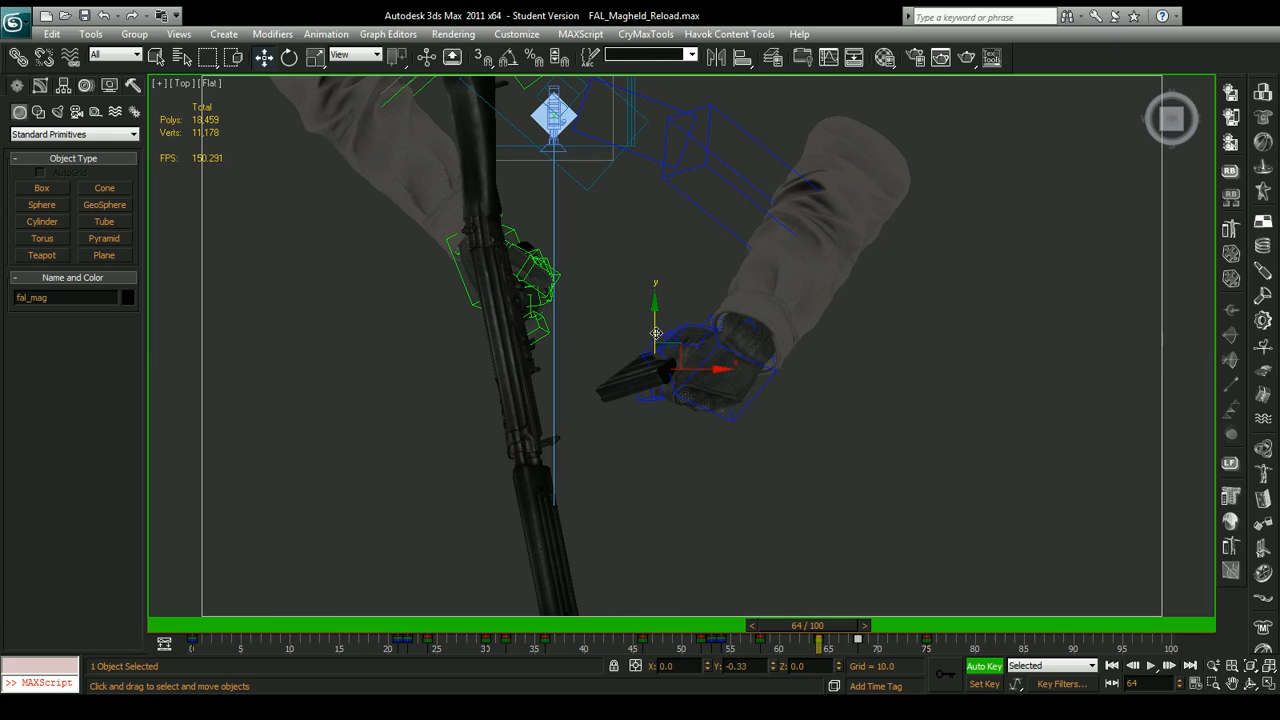 Autodesk 3ds Max 2011 x64 - Student Version FAL_Magheld_Reload.max
Type a keyword or phrase
Edit Tools Group Views Create Modifiers Animation Graph Editors Rendering Customize MAXScript CryMaxTools Havok Content Tools Help
All View
[ + ] [ Top ] [ Flat ]
Total
Polys: 18,459
Verts: 11,178
FPS: 150.291
Standard Primitives
Object Type
AutoGrid
Box Cone
Sphere GeoSphere
Cylinder Tube
Torus Pyramid
Teapot Plane
Name and Color
fal_mag
y
x
RB
RB
LF
< 64 / 100 >
5 10 15 20 25 30 35 40 45 50 55 60 65 70 75 80 85 90 95 100
1 Object Selected X: 0.0 Y: -0.33 Z: 0.0 Grid = 10.0 Auto Key Selected
>> MAXScript Click and drag to select and move objects Add Time Tag Set Key Key Filters... 64